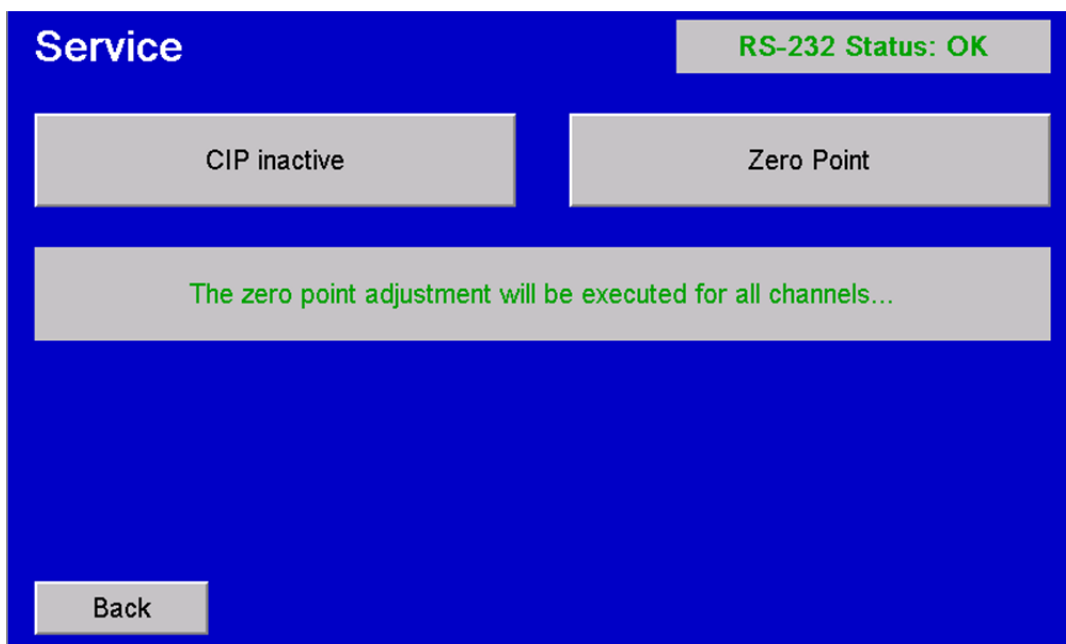 Service
RS-232 Status: OK
CIP inactive
Zero Point
The zero point adjustment will be executed for all channels...
Back